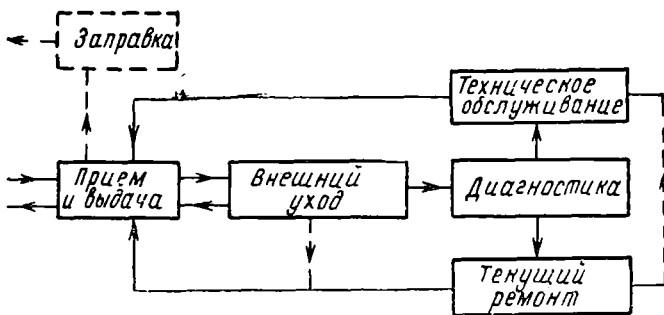 Заправка
Техническое
обслуживание
Прием
и выдача
Внешний
уход
Диагностика
Текущий
ремонт